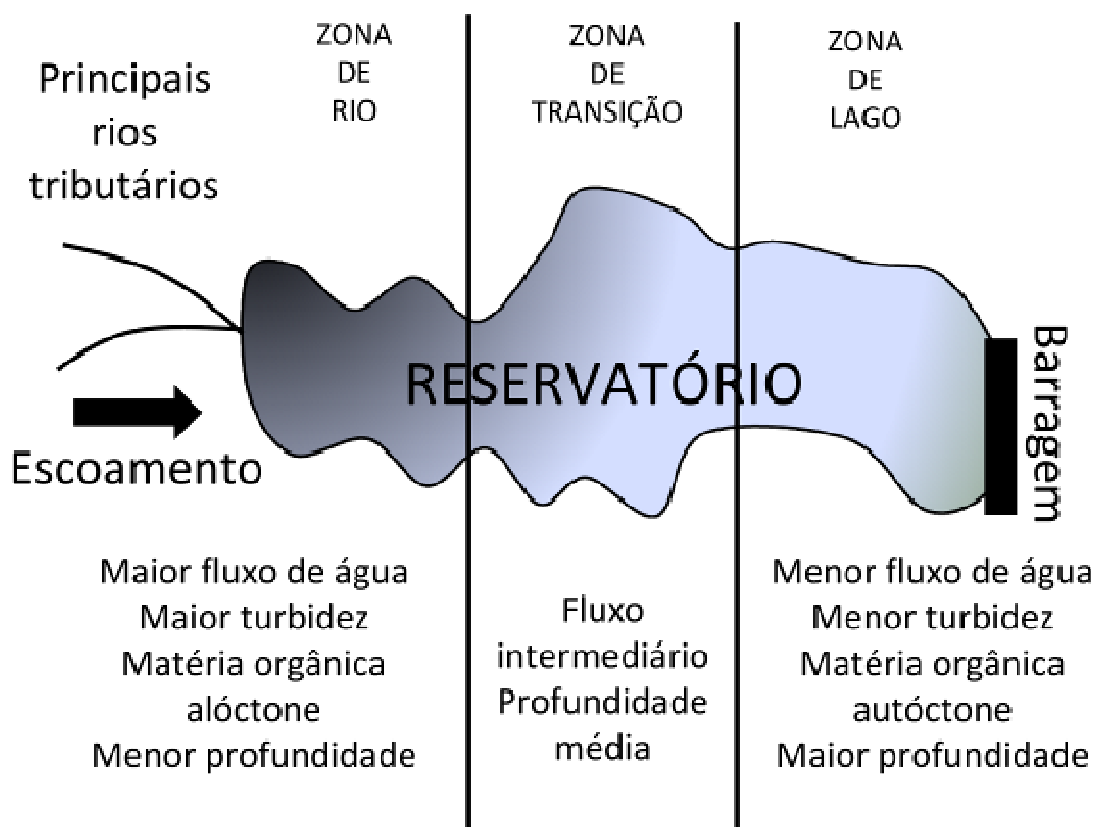 Principais
rios
tributários
ZONA
DE
RIO
ZONA
DE
TRANSIÇÃO
ZONA
DE
LAGO
RESERVATÓRIO
Barragem
Escoamento
Maior fluxo de água
Maior turbidez
Matéria orgânica
alóctone
Menor profundidade
Fluxo
intermediário
Profundidade
média
Menor fluxo de água
Menor turbidez
Matéria orgânica
autóctone
Maior profundidade